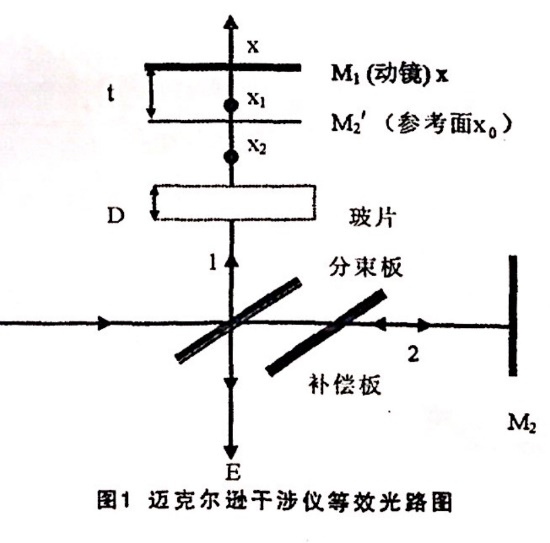 x
M₁ (动镜) x
t
x₁
M₂′ (参考面x₀)
x₂
D
玻片
1
分束板
2
补偿板
M₂
E
图1 迈克尔逊干涉仪等效光路图